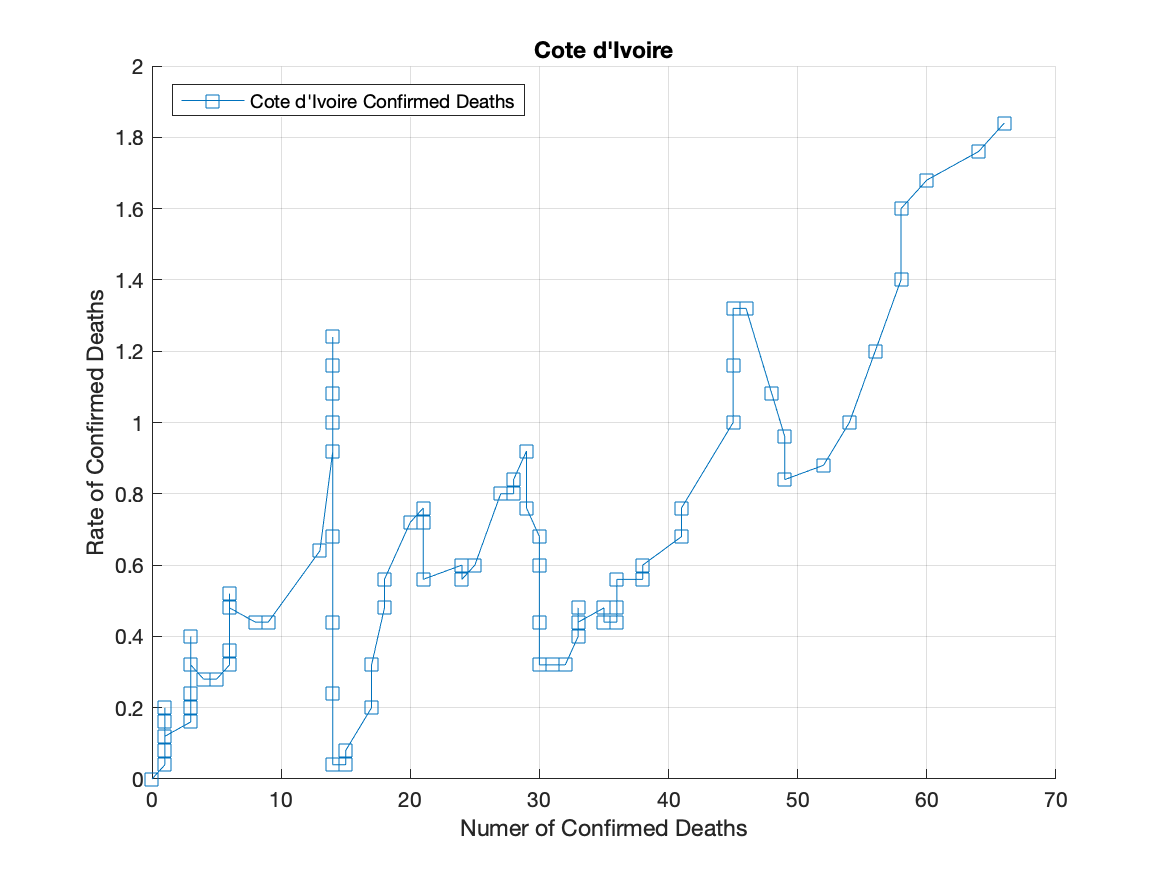 Cote d'Ivoire
Cote d'Ivoire Confirmed Deaths
Rate of Confirmed Deaths
2
1.8
1.6
1.4
1.2
1
0.8
0.6
0.4
0.2
0
0 10 20 30 40 50 60 70
Numer of Confirmed Deaths